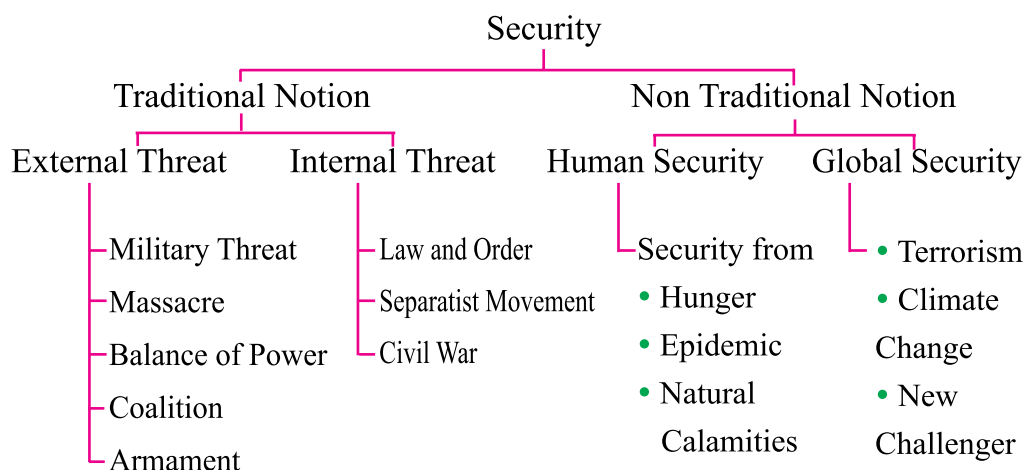 Security
Traditional Notion
Non Traditional Notion
External Threat
Internal Threat
Human Security
Global Security
Military Threat
Massacre
Balance of Power
Coalition
Armament
Law and Order
Separatist Movement
Civil War
Security from
• Hunger
• Epidemic
• Natural
Calamities
• Terrorism
• Climate
Change
• New
Challenger